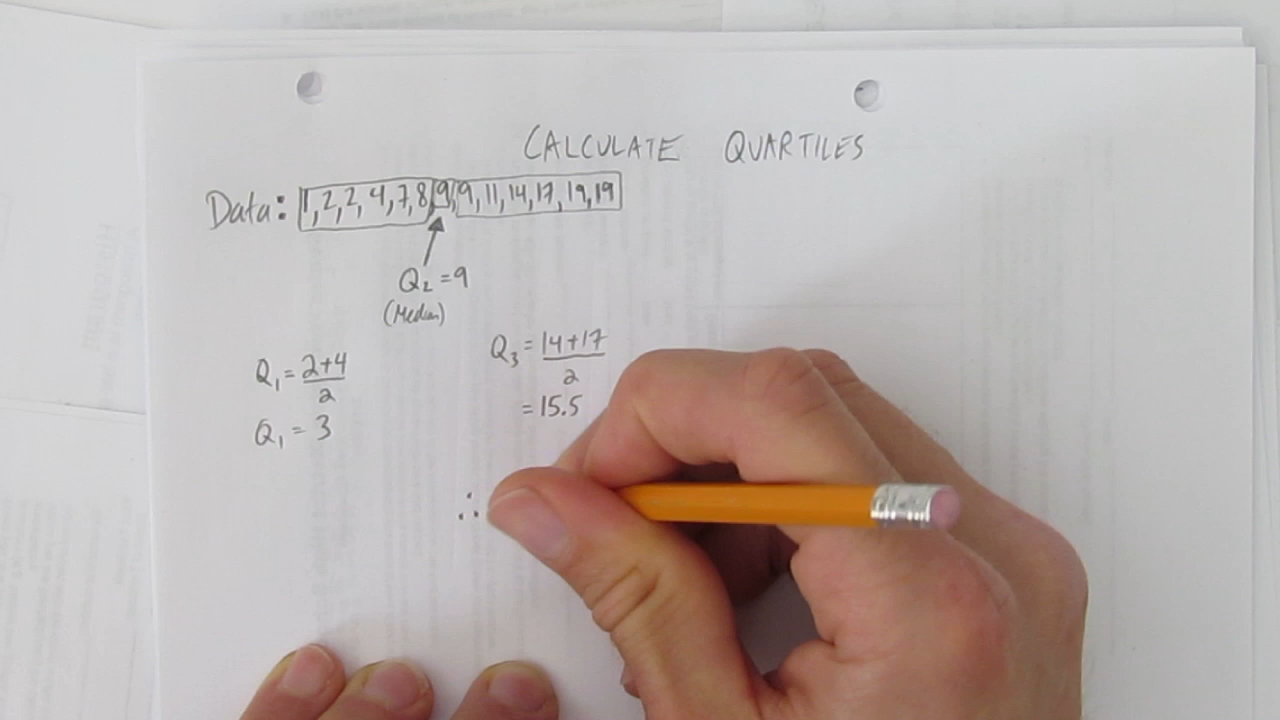 CALCULATE QUARTILES
Data: 1, 2, 2, 4, 7, 8, 9, 9, 11, 14, 17, 19, 19
Q₂ = 9
(Median)
Q₁ = 2+4/2
Q₁ = 3
Q₃ = 14+17/2
= 15.5
∴